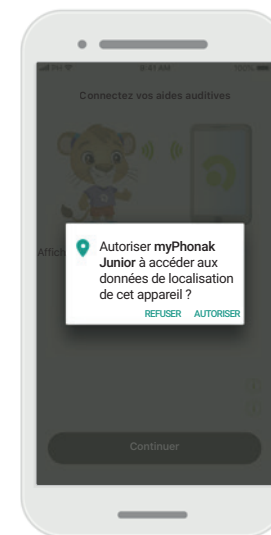 9:41 AM
100%
Connectez vos aides auditives
Affich
Autoriser myPhonak
Junior à accéder aux
données de localisation
de cet appareil ?
REFUSER AUTORISER
Continuer